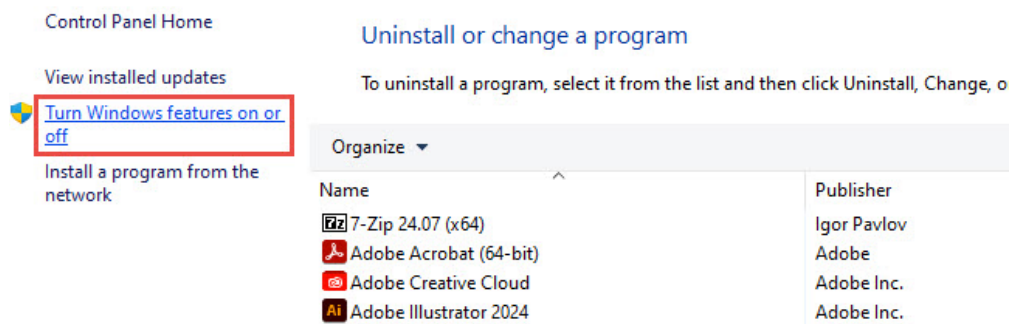 Control Panel Home
View installed updates
Turn Windows features on or
off
Install a program from the
network
Uninstall or change a program
To uninstall a program, select it from the list and then click Uninstall, Change, o
Organize
Name Publisher
7z 7-Zip 24.07 (x64) Igor Pavlov
Adobe Acrobat (64-bit) Adobe
Adobe Creative Cloud Adobe Inc.
Ai Adobe Illustrator 2024 Adobe Inc.